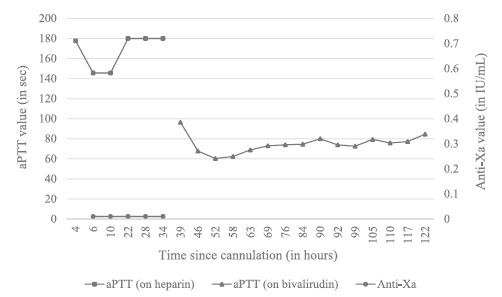 200 0.8
180 0.7
160 0.6
140
120 0.5
100 0.4
80 0.3
60
40 0.2
20 0.1
0 0
aPTT value (in sec)
Anti-Xa value (in IU/mL)
4 6 10 22 28 34 39 46 52 58 63 69 76 84 90 92 99 105 110 117 122
Time since cannulation (in hours)
aPTT (on heparin) aPTT (on bivalirudin) Anti-Xa